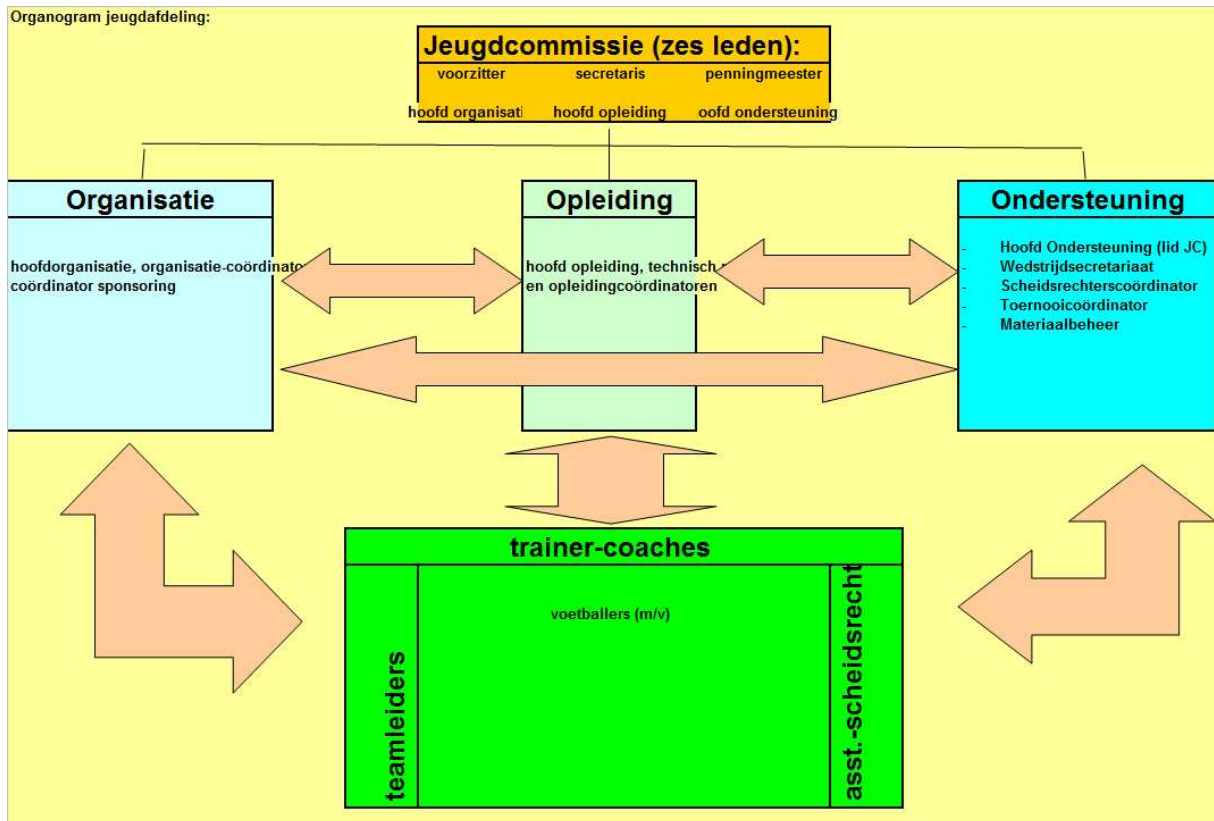 Organogram jeugdafdeling:
Jeugdcommissie (zes leden):
voorzitter secretaris penningmeester
hoofd organisati hoofd opleiding oofd ondersteuning
Organisatie
hoofdorganisatie, organisatie-coördinato
coördinator sponsoring
Opleiding
hoofd opleiding, technisch
en opleidingcoördinatoren
Ondersteuning
- Hoofd Ondersteuning (lid JC)
- Wedstrijdsecretariaat
- Scheidsrechterscoördinator
- Toernooicoördinator
- Materiaalbeheer
trainer-coaches
teamleiders
voetballers (m/v)
asst.-scheidsrecht